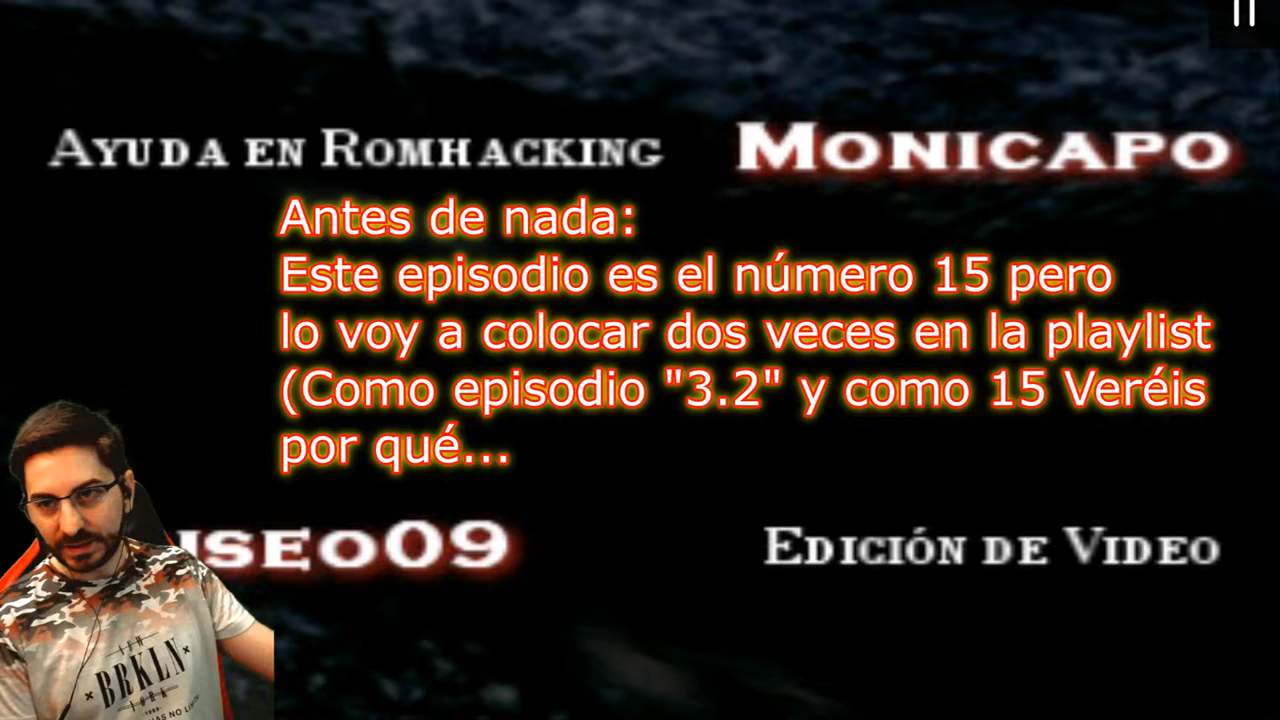 Ayuda en Romhacking Monicapo
Antes de nada:
Este episodio es el número 15 pero
lo voy a colocar dos veces en la playlist
(Como episodio "3.2" y como 15 Veréis
por qué...
Edición de Video
BRKLN